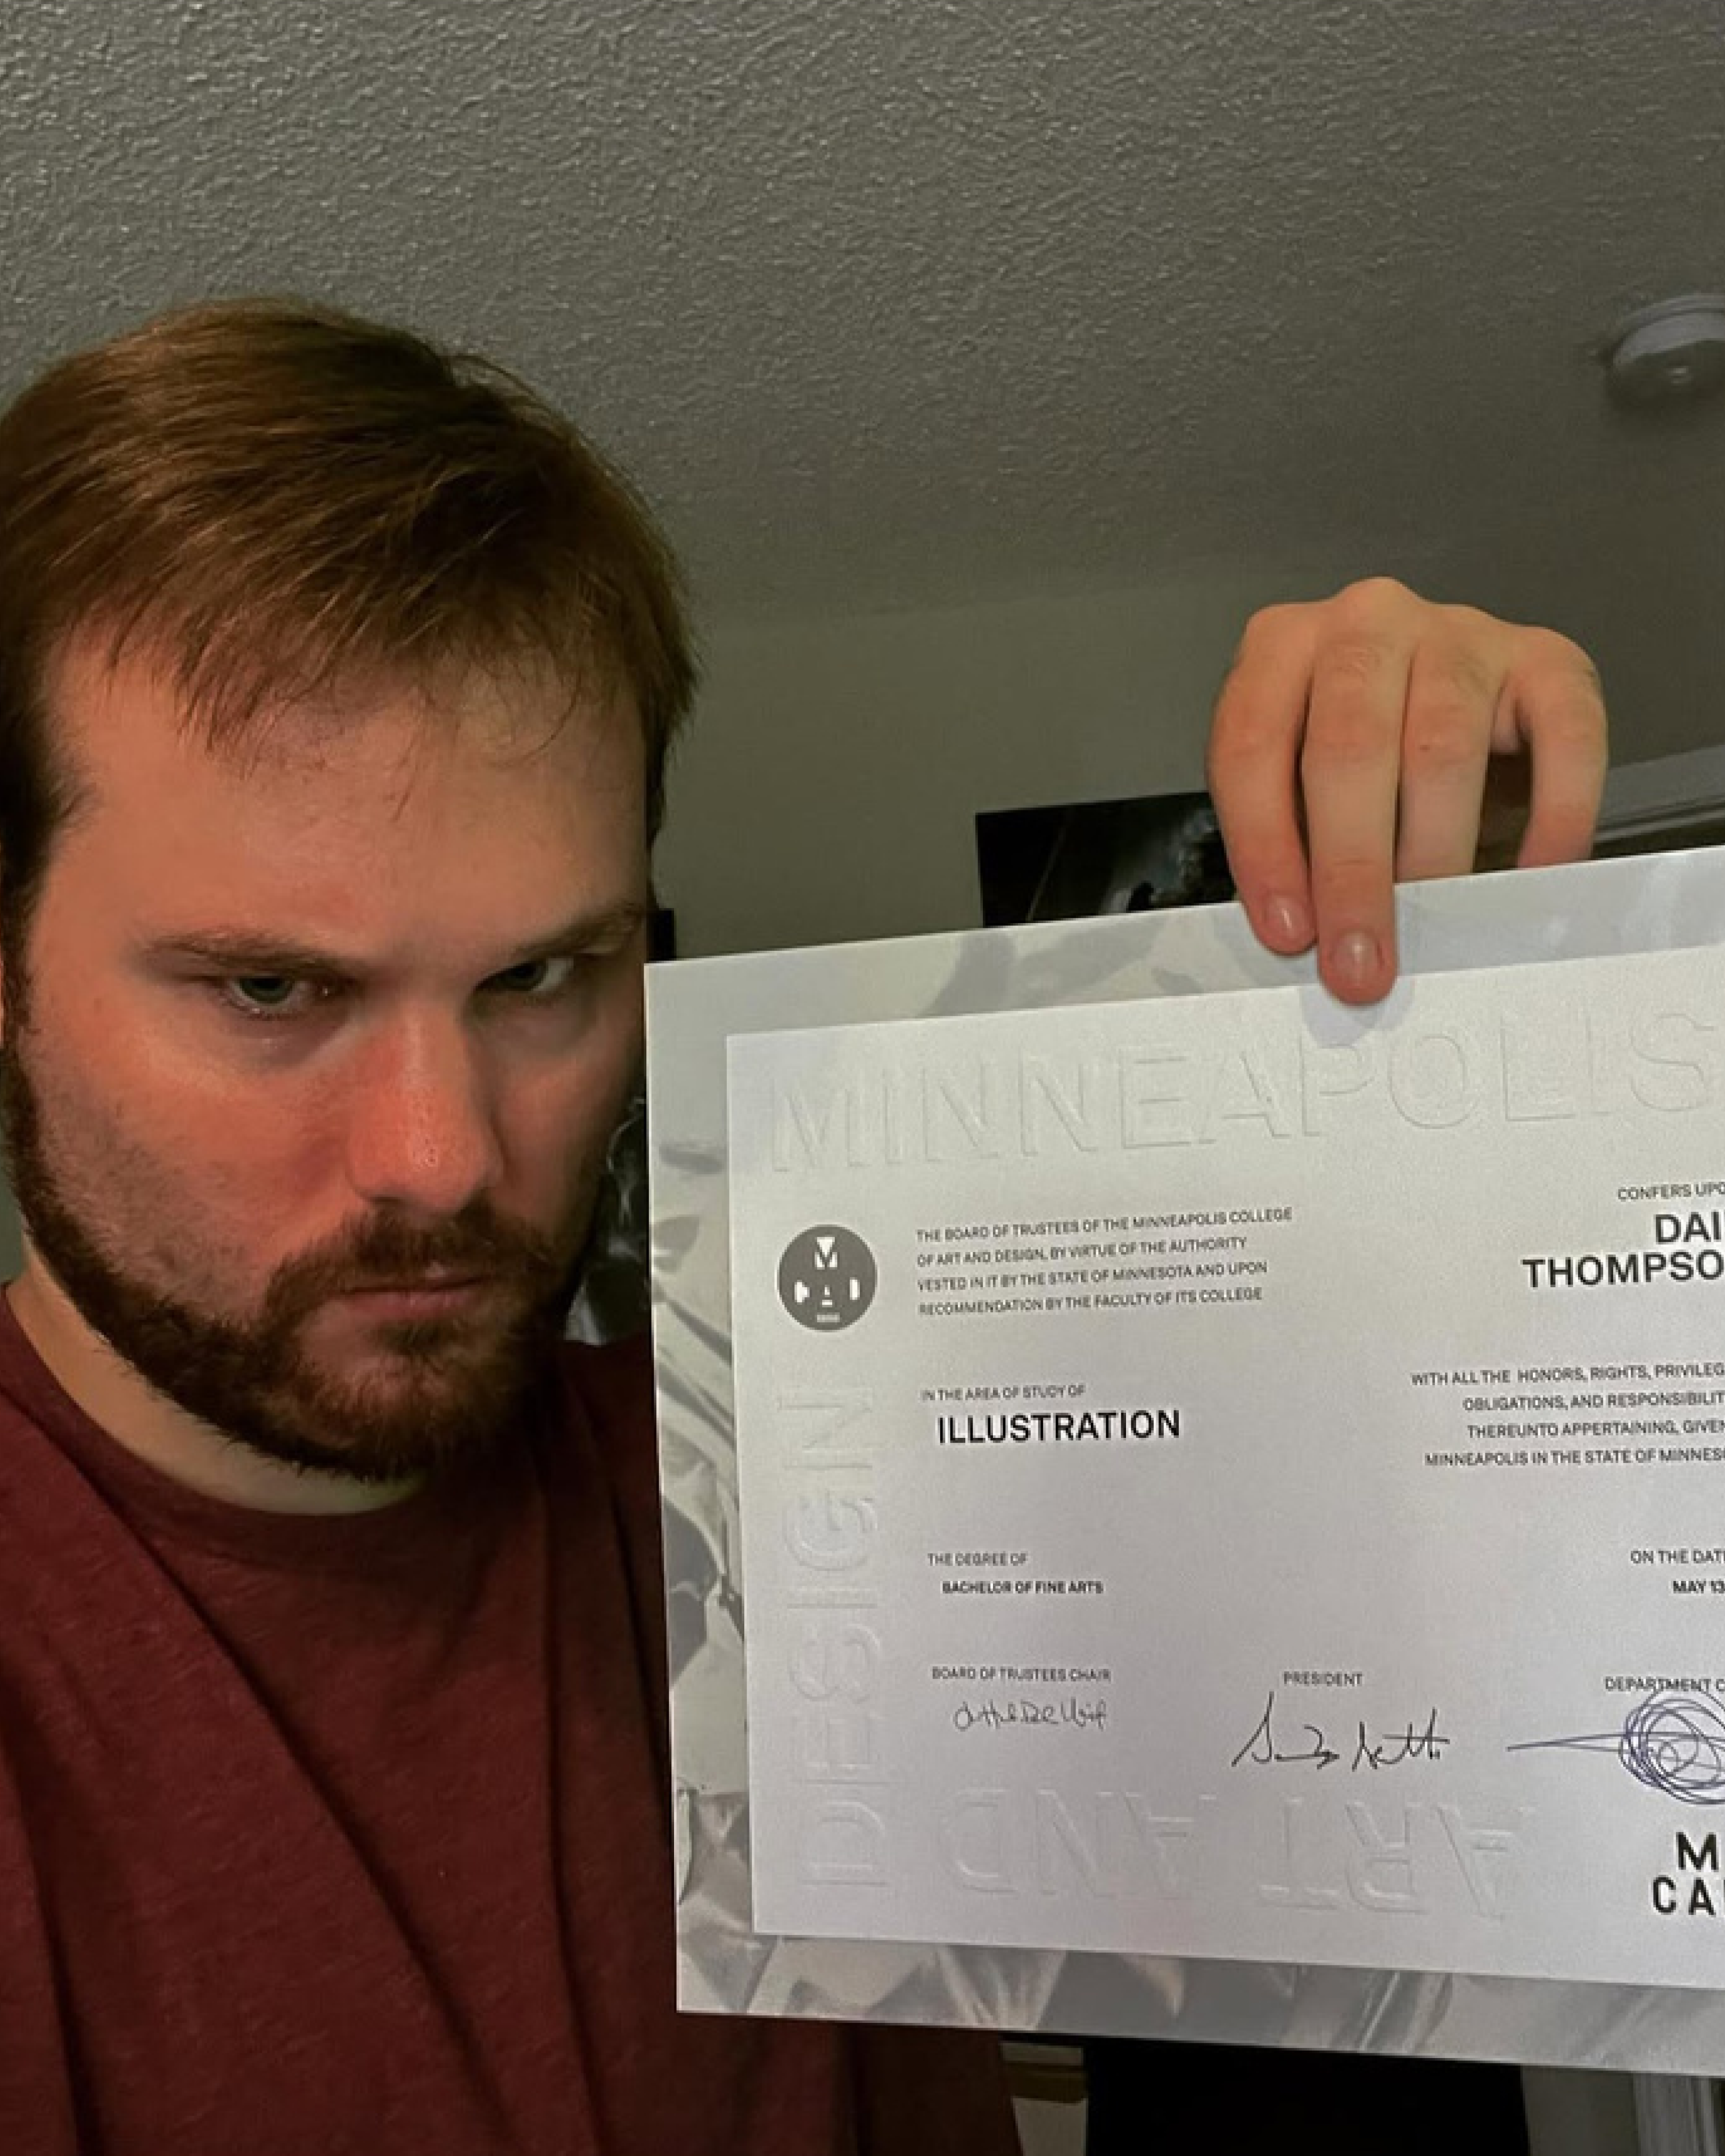 MINNEAPOLIS
CONFERS UPO
DAI
THOMPSO
THE BOARD OF TRUSTEES OF THE MINNEAPOLIS COLLEGE
OF ART AND DESIGN, BY VIRTUE OF THE AUTHORITY
VESTED IN IT BY THE STATE OF MINNESOTA AND UPON
RECOMMENDATION BY THE FACULTY OF ITS COLLEGE
IN THE AREA OF STUDY OF
ILLUSTRATION
WITH ALL THE HONORS, RIGHTS, PRIVILEG
OBLIGATIONS, AND RESPONSIBILIT
THEREUNTO APPERTAINING, GIVEN
MINNEAPOLIS IN THE STATE OF MINNESO
THE DEGREE OF
BACHELOR OF FINE ARTS
ON THE DAT
MAY 13
BOARD OF TRUSTEES CHAIR
PRESIDENT
DEPARTMENT C
M
CA
ART AND
DESIGN